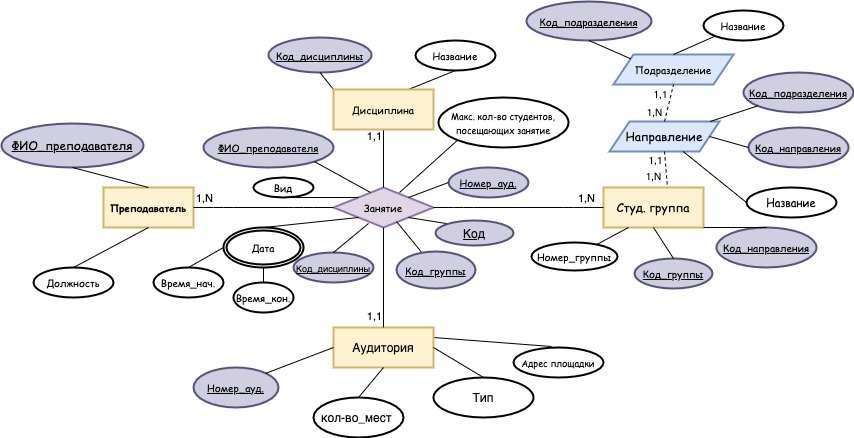 Код_подразделения
Название
Код_дисциплины
Название
Подразделение
1,1
Код_подразделения
Дисциплина
Макс. кол-во студентов,
посещающих занятие
1,N
Направление
1,1
ФИО_преподавателя
ФИО_преподавателя
Код_направления
1,1
Номер_ауд.
1,N
Вид
Преподаватель
1,N
Занятие
1,N
Студ. группа
Название
Код
Дата
Код_направления
Номер_группы
Код_дисциплины
Код_группы
Код_группы
Должность
Время_нач.
Время_кон.
1,1
Аудитория
Адрес площадки
Номер_ауд.
Тип
кол-во_мест